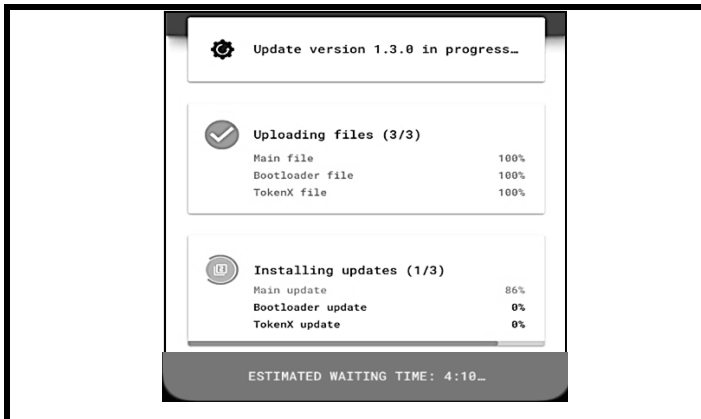 Update version 1.3.0 in progress…
Uploading files (3/3)
Main file 100%
Bootloader file 100%
TokenX file 100%
Installing updates (1/3)
Main update 86%
Bootloader update 0%
TokenX update 0%
ESTIMATED WAITING TIME: 4:10…